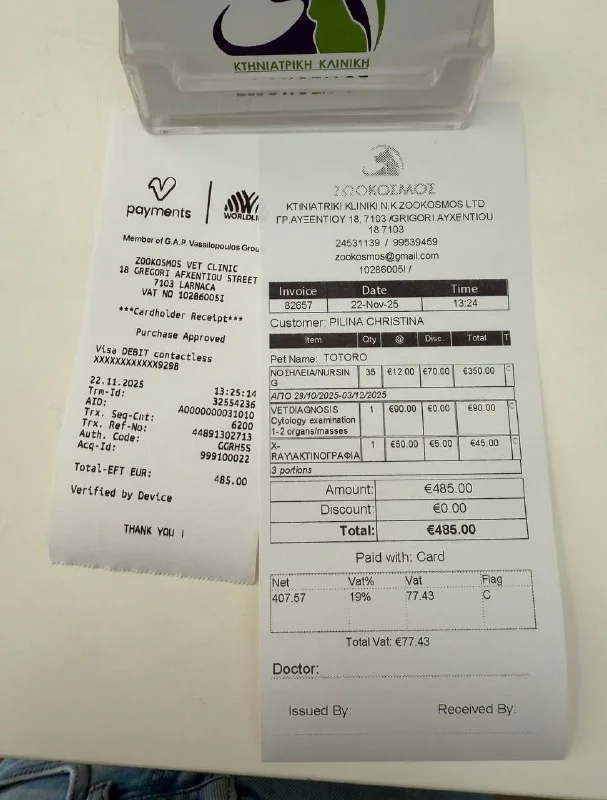 ΚΤΗΝΙΑΤΡΙΚΗ ΚΛΙΝΙΚΗ
payments
WORLDLI
Member of G.A.P. Vassilopoulos Grou
ZOOKOSMOS VET CLINIC
18 GREGORI AFXENTIOU STREET
7103 LARNACA
VAT NO 10286005I
***Cardholder Receipt***
Purchase Approved
Visa DEBIT contactless
XXXXXXXXXXXX9298
22.11.2025 13:25:14
Trm-Id: 32554236
AID: A0000000031010
Trx. Seq-Cnt: 6200
Trx. Ref-No: 44891302713
Auth. Code: GGRH5S
Acq-Id: 999100022
Total-EFT EUR: 485.00
Verified by Device
THANK YOU !
ΖΩΟΚΟΣΜΟΣ
KTINIATRIKI KLINIKI N.K ZOOKOSMOS LTD
ΓΡ.ΑΥΞΕΝΤΙΟΥ 18, 7103 /GRIGORI AYXENTIOU
18 7103
24531139 / 99539459
zookosmos@gmail.com
10286005I /
Invoice Date Time
82657 22-Nov-25 13:24
Customer: PILINA CHRISTINA
Item Qty @ Disc. Total T
Pet Name: TOTORO
ΝΟΣΗΛΕΙΑ/NURSIN 35 €12.00 €70.00 €350.00 C
G
ΑΠΟ 29/10/2025-03/12/2025
VETDIAGNOSIS 1 €90.00 €0.00 €90.00 C
Cytology examination
1-2 organs/masses
X- 1 €50.00 €5.00 €45.00 C
RAY\ΑΚΤΙΝΟΓΡΑΦΙΑ
3 portions
Amount: €485.00
Discount: €0.00
Total: €485.00
Paid with: Card
Net Vat% Vat Flag
407.57 19% 77.43 C
Total Vat: €77.43
Doctor:
Issued By: Received By: